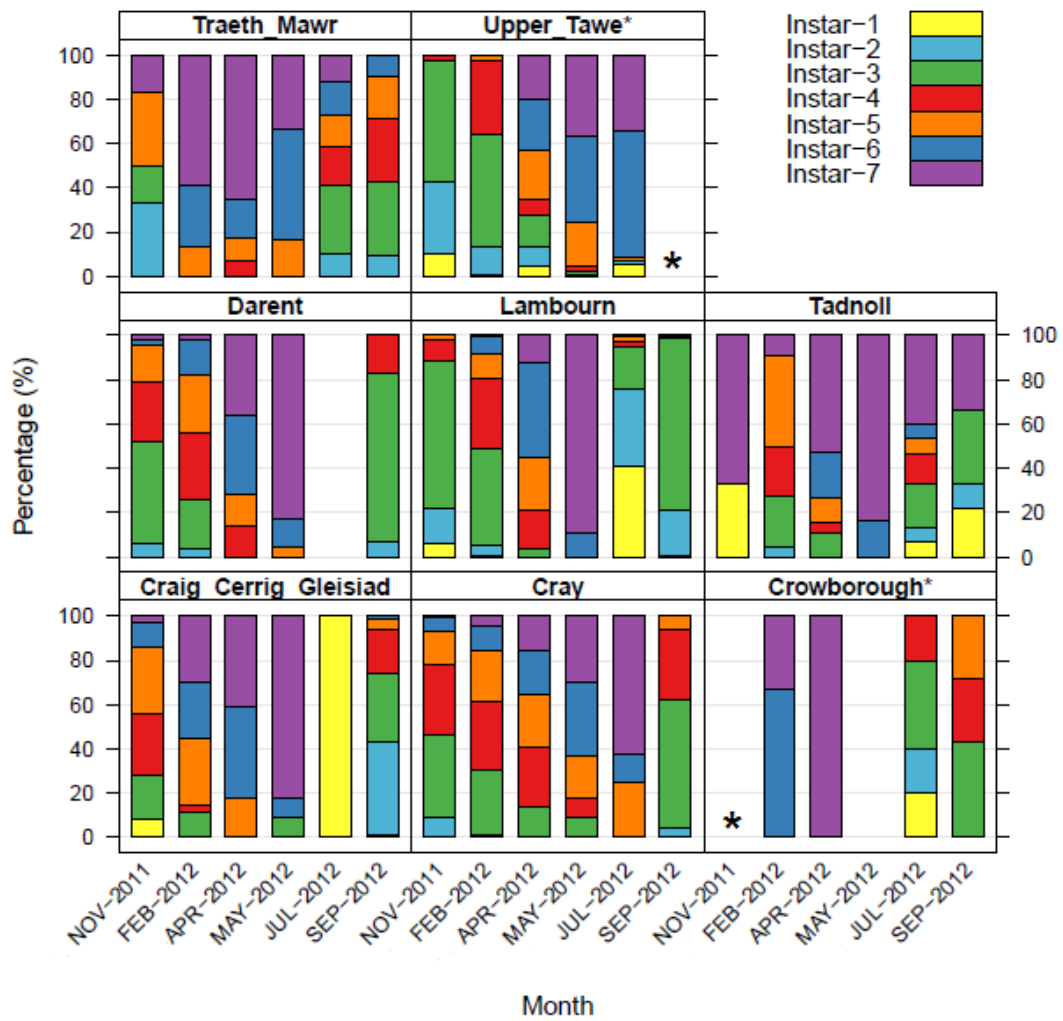 Traeth_Mawr Upper_Tawe*
Instar−1
Instar−2
Instar−3
Instar−4
Instar−5
Instar−6
Instar−7
100
80
60
40
20
0
*
Darent Lambourn Tadnoll
100
80
60
40
20
0
Percentage (%)
Craig_Cerrig_Gleisiad Cray Crowborough*
100
80
60
40
20
0
*
NOV−2011 FEB−2012 APR−2012 MAY−2012 JUL−2012 SEP−2012 NOV−2011 FEB−2012 APR−2012 MAY−2012 JUL−2012 SEP−2012 NOV−2011 FEB−2012 APR−2012 MAY−2012 JUL−2012 SEP−2012
Month